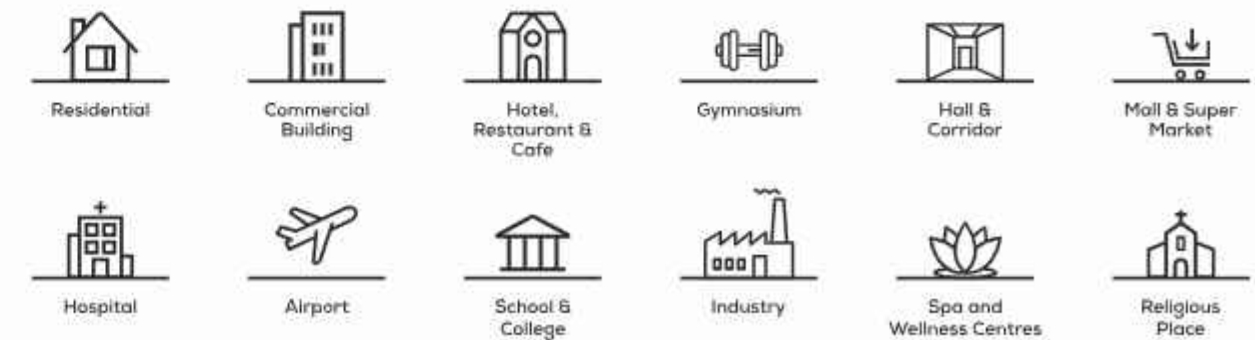 Residential
Commercial
Building
Hotel,
Restaurant &
Cafe
Gymnasium
Hall &
Corridor
Mall & Super
Market
Hospital
Airport
School &
College
Industry
Spa and
Wellness Centres
Religious
Place